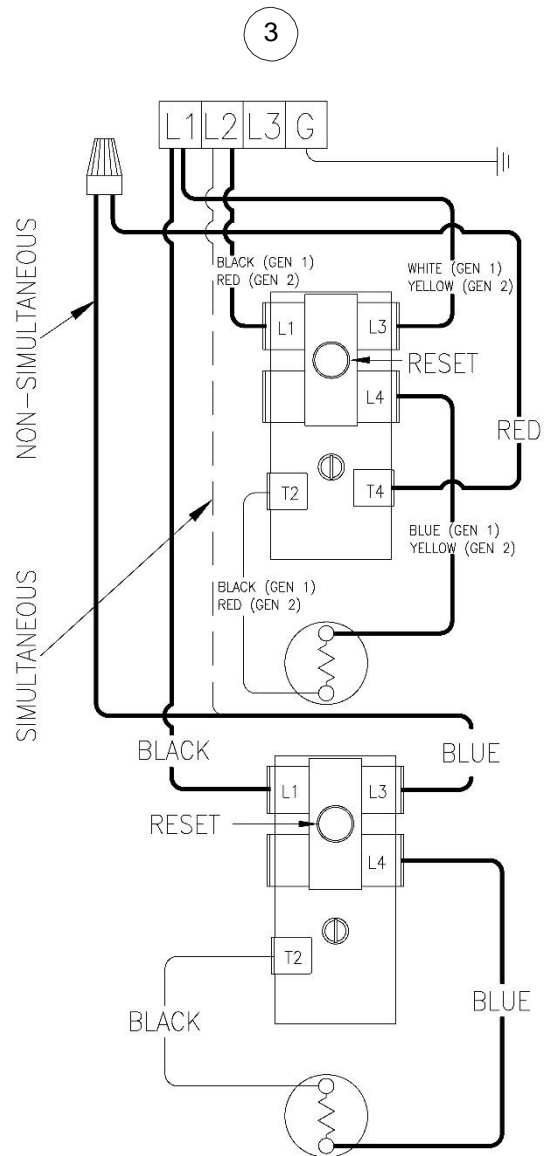 3
L1 L2 L3 G
NON-SIMULTANEOUS
SIMULTANEOUS
BLACK (GEN 1)
RED (GEN 2)
WHITE (GEN 1)
YELLOW (GEN 2)
L1
L3
RESET
L4
RED
T2
T4
BLUE (GEN 1)
YELLOW (GEN 2)
BLACK (GEN 1)
RED (GEN 2)
BLACK
BLUE
L1
L3
RESET
L4
T2
BLACK
BLUE